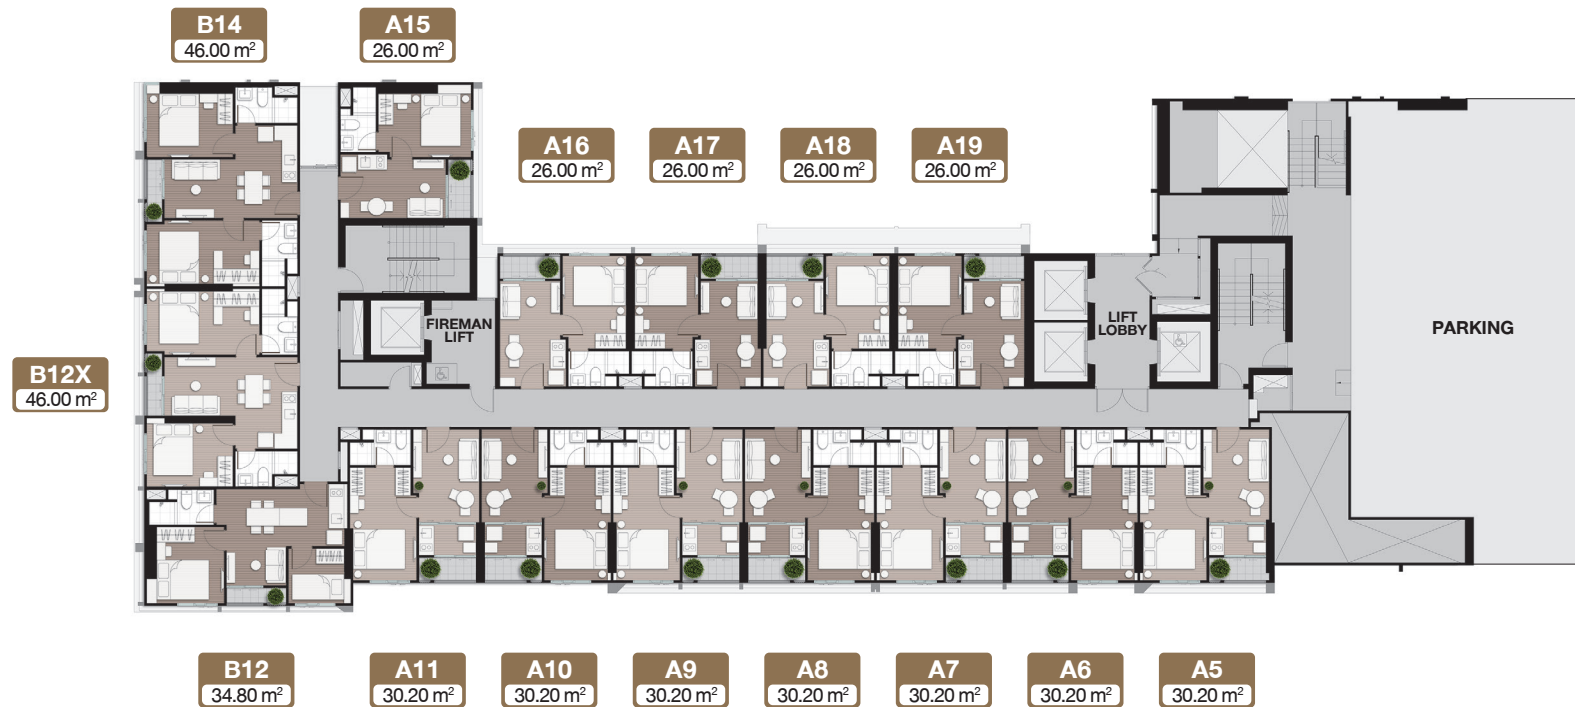 B14
46.00 m²
A15
26.00 m²
A16
26.00 m²
A17
26.00 m²
A18
26.00 m²
A19
26.00 m²
FIREMAN
LIFT
LIFT
LOBBY
PARKING
B12X
46.00 m²
B12
34.80 m²
A11
30.20 m²
A10
30.20 m²
A9
30.20 m²
A8
30.20 m²
A7
30.20 m²
A6
30.20 m²
A5
30.20 m²